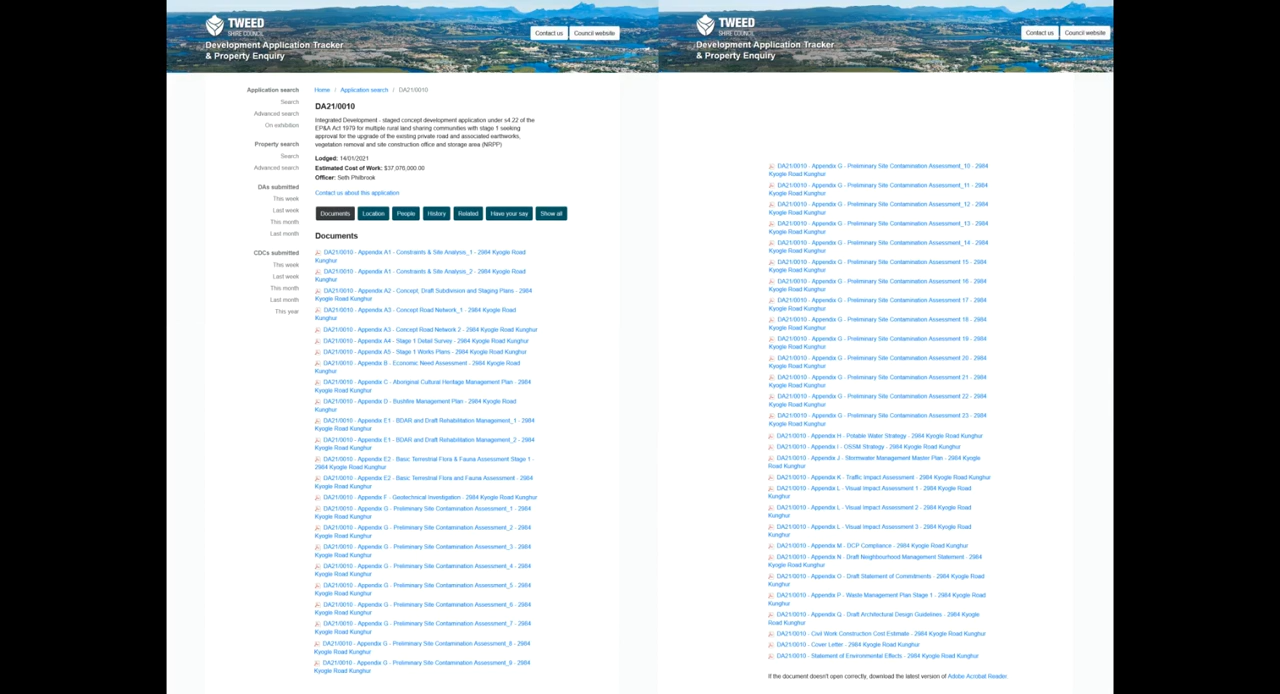 TWEED
SHIRE COUNCIL
Development Application Tracker
& Property Enquiry
Contact us
Council website
Application search
Search
Advanced search
On exhibition
Property search
Search
Advanced search
DAs submitted
This week
Last week
This month
Last month
CDCs submitted
This week
Last week
This month
Last month
This year
Home / Application search / DA21/0010
DA21/0010
Integrated Development - staged concept development application under s4.22 of the
EP&A Act 1979 for multiple rural land sharing communities with stage 1 seeking
approval for the upgrade of the existing private road and associated earthworks,
vegetation removal and site construction office and storage area (NRPP)
Lodged: 14/01/2021
Estimated Cost of Work: $37,076,000.00
Officer: Seth Philbrook
Contact us about this application
Documents Location People History Related Have your say Show all
Documents
DA21/0010 - Appendix A1 - Constraints & Site Analysis_1 - 2984 Kyogle Road
Kunghur
DA21/0010 - Appendix A1 - Constraints & Site Analysis_2 - 2984 Kyogle Road
Kunghur
DA21/0010 - Appendix A2 - Concept, Draft Subdivision and Staging Plans - 2984
Kyogle Road Kunghur
DA21/0010 - Appendix A3 - Concept Road Network_1 - 2984 Kyogle Road
Kunghur
DA21/0010 - Appendix A3 - Concept Road Network 2 - 2984 Kyogle Road Kunghur
DA21/0010 - Appendix A4 - Stage 1 Detail Survey - 2984 Kyogle Road Kunghur
DA21/0010 - Appendix A5 - Stage 1 Works Plans - 2984 Kyogle Road Kunghur
DA21/0010 - Appendix B - Economic Need Assessment - 2984 Kyogle Road
Kunghur
DA21/0010 - Appendix C - Aboriginal Cultural Heritage Management Plan - 2984
Kyogle Road Kunghur
DA21/0010 - Appendix D - Bushfire Management Plan - 2984 Kyogle Road
Kunghur
DA21/0010 - Appendix E1 - BDAR and Draft Rehabilitation Management_1 - 2984
Kyogle Road Kunghur
DA21/0010 - Appendix E1 - BDAR and Draft Rehabilitation Management_2 - 2984
Kyogle Road Kunghur
DA21/0010 - Appendix E2 - Basic Terrestrial Flora & Fauna Assessment Stage 1 -
2984 Kyogle Road Kunghur
DA21/0010 - Appendix E2 - Basic Terrestrial Flora and Fauna Assessment - 2984
Kyogle Road Kunghur
DA21/0010 - Appendix F - Geotechnical Investigation - 2984 Kyogle Road Kunghur
DA21/0010 - Appendix G - Preliminary Site Contamination Assessment_1 - 2984
Kyogle Road Kunghur
DA21/0010 - Appendix G - Preliminary Site Contamination Assessment_2 - 2984
Kyogle Road Kunghur
DA21/0010 - Appendix G - Preliminary Site Contamination Assessment_3 - 2984
Kyogle Road Kunghur
DA21/0010 - Appendix G - Preliminary Site Contamination Assessment_4 - 2984
Kyogle Road Kunghur
DA21/0010 - Appendix G - Preliminary Site Contamination Assessment_5 - 2984
Kyogle Road Kunghur
DA21/0010 - Appendix G - Preliminary Site Contamination Assessment_6 - 2984
Kyogle Road Kunghur
DA21/0010 - Appendix G - Preliminary Site Contamination Assessment_7 - 2984
Kyogle Road Kunghur
DA21/0010 - Appendix G - Preliminary Site Contamination Assessment_8 - 2984
Kyogle Road Kunghur
DA21/0010 - Appendix G - Preliminary Site Contamination Assessment_9 - 2984
Kyogle Road Kunghur
TWEED
SHIRE COUNCIL
Development Application Tracker
& Property Enquiry
Contact us
Council website
DA21/0010 - Appendix G - Preliminary Site Contamination Assessment_10 - 2984
Kyogle Road Kunghur
DA21/0010 - Appendix G - Preliminary Site Contamination Assessment_11 - 2984
Kyogle Road Kunghur
DA21/0010 - Appendix G - Preliminary Site Contamination Assessment_12 - 2984
Kyogle Road Kunghur
DA21/0010 - Appendix G - Preliminary Site Contamination Assessment_13 - 2984
Kyogle Road Kunghur
DA21/0010 - Appendix G - Preliminary Site Contamination Assessment_14 - 2984
Kyogle Road Kunghur
DA21/0010 - Appendix G - Preliminary Site Contamination Assessment 15 - 2984
Kyogle Road Kunghur
DA21/0010 - Appendix G - Preliminary Site Contamination Assessment 16 - 2984
Kyogle Road Kunghur
DA21/0010 - Appendix G - Preliminary Site Contamination Assessment 17 - 2984
Kyogle Road Kunghur
DA21/0010 - Appendix G - Preliminary Site Contamination Assessment 18 - 2984
Kyogle Road Kunghur
DA21/0010 - Appendix G - Preliminary Site Contamination Assessment 19 - 2984
Kyogle Road Kunghur
DA21/0010 - Appendix G - Preliminary Site Contamination Assessment 20 - 2984
Kyogle Road Kunghur
DA21/0010 - Appendix G - Preliminary Site Contamination Assessment 21 - 2984
Kyogle Road Kunghur
DA21/0010 - Appendix G - Preliminary Site Contamination Assessment 22 - 2984
Kyogle Road Kunghur
DA21/0010 - Appendix G - Preliminary Site Contamination Assessment 23 - 2984
Kyogle Road Kunghur
DA21/0010 - Appendix H - Potable Water Strategy - 2984 Kyogle Road Kunghur
DA21/0010 - Appendix I - OSSM Strategy - 2984 Kyogle Road Kunghur
DA21/0010 - Appendix J - Stormwater Management Master Plan - 2984 Kyogle
Road Kunghur
DA21/0010 - Appendix K - Traffic Impact Assessment - 2984 Kyogle Road Kunghur
DA21/0010 - Appendix L - Visual Impact Assessment 1 - 2984 Kyogle Road
Kunghur
DA21/0010 - Appendix L - Visual Impact Assessment 2 - 2984 Kyogle Road
Kunghur
DA21/0010 - Appendix L - Visual Impact Assessment 3 - 2984 Kyogle Road
Kunghur
DA21/0010 - Appendix M - DCP Compliance - 2984 Kyogle Road Kunghur
DA21/0010 - Appendix N - Draft Neighbourhood Management Statement - 2984
Kyogle Road Kunghur
DA21/0010 - Appendix O - Draft Statement of Commitments - 2984 Kyogle Road
Kunghur
DA21/0010 - Appendix P - Waste Management Plan Stage 1 - 2984 Kyogle Road
Kunghur
DA21/0010 - Appendix Q - Draft Architectural Design Guidelines - 2984 Kyogle
Road Kunghur
DA21/0010 - Civil Work Construction Cost Estimate - 2984 Kyogle Road Kunghur
DA21/0010 - Cover Letter - 2984 Kyogle Road Kunghur
DA21/0010 - Statement of Environmental Effects - 2984 Kyogle Road Kunghur
If the document doesn't open correctly, download the latest version of Adobe Acrobat Reader.